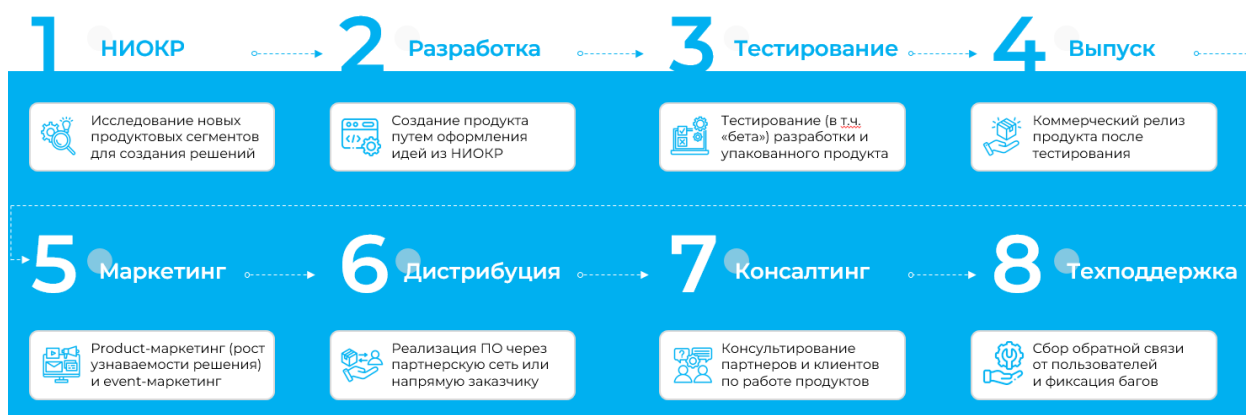 1 НИОКР
2 Разработка
3 Тестирование
4 Выпуск
Исследование новых
продуктовых сегментов
для создания решений
Создание продукта
путем оформления
идей из НИОКР
Тестирование (в т.ч.
«бета») разработки и
упакованного продукта
Коммерческий релиз
продукта после
тестирования
5 Маркетинг
6 Дистрибуция
7 Консалтинг
8 Техподдержка
Product-маркетинг (рост
узнаваемости решения)
и event-маркетинг
Реализация ПО через
партнерскую сеть или
напрямую заказчику
Консультирование
партнеров и клиентов
по работе продуктов
Сбор обратной связи
от пользователей
и фиксация багов